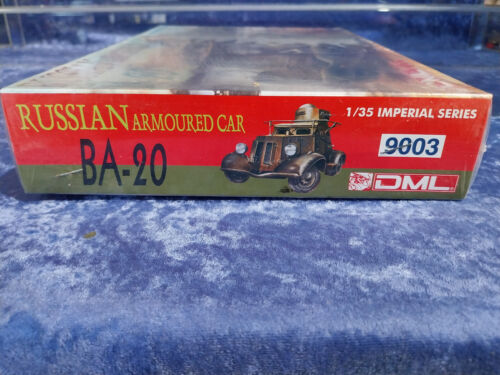 RUSSIAN ARMOURED CAR
BA-20
1/35 IMPERIAL SERIES
9003
DML